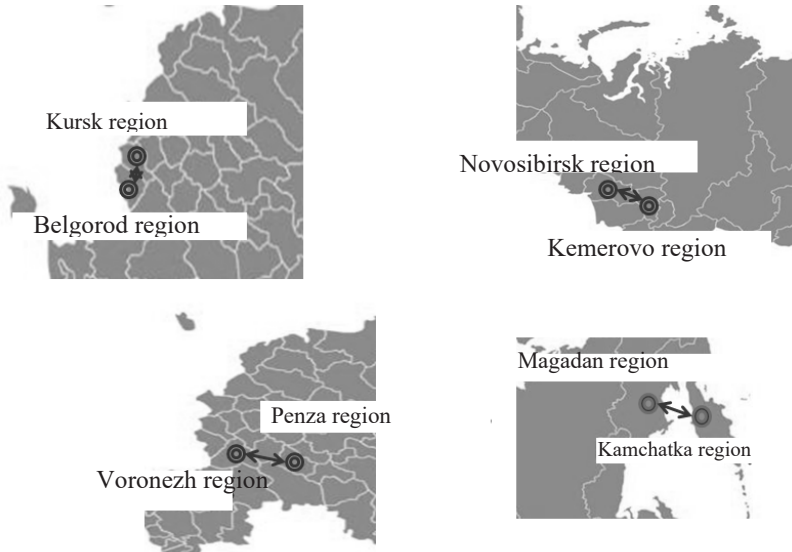 Kursk region
Belgorod region
Novosibirsk region
Kemerovo region
Penza region
Voronezh region
Magadan region
Kamchatka region